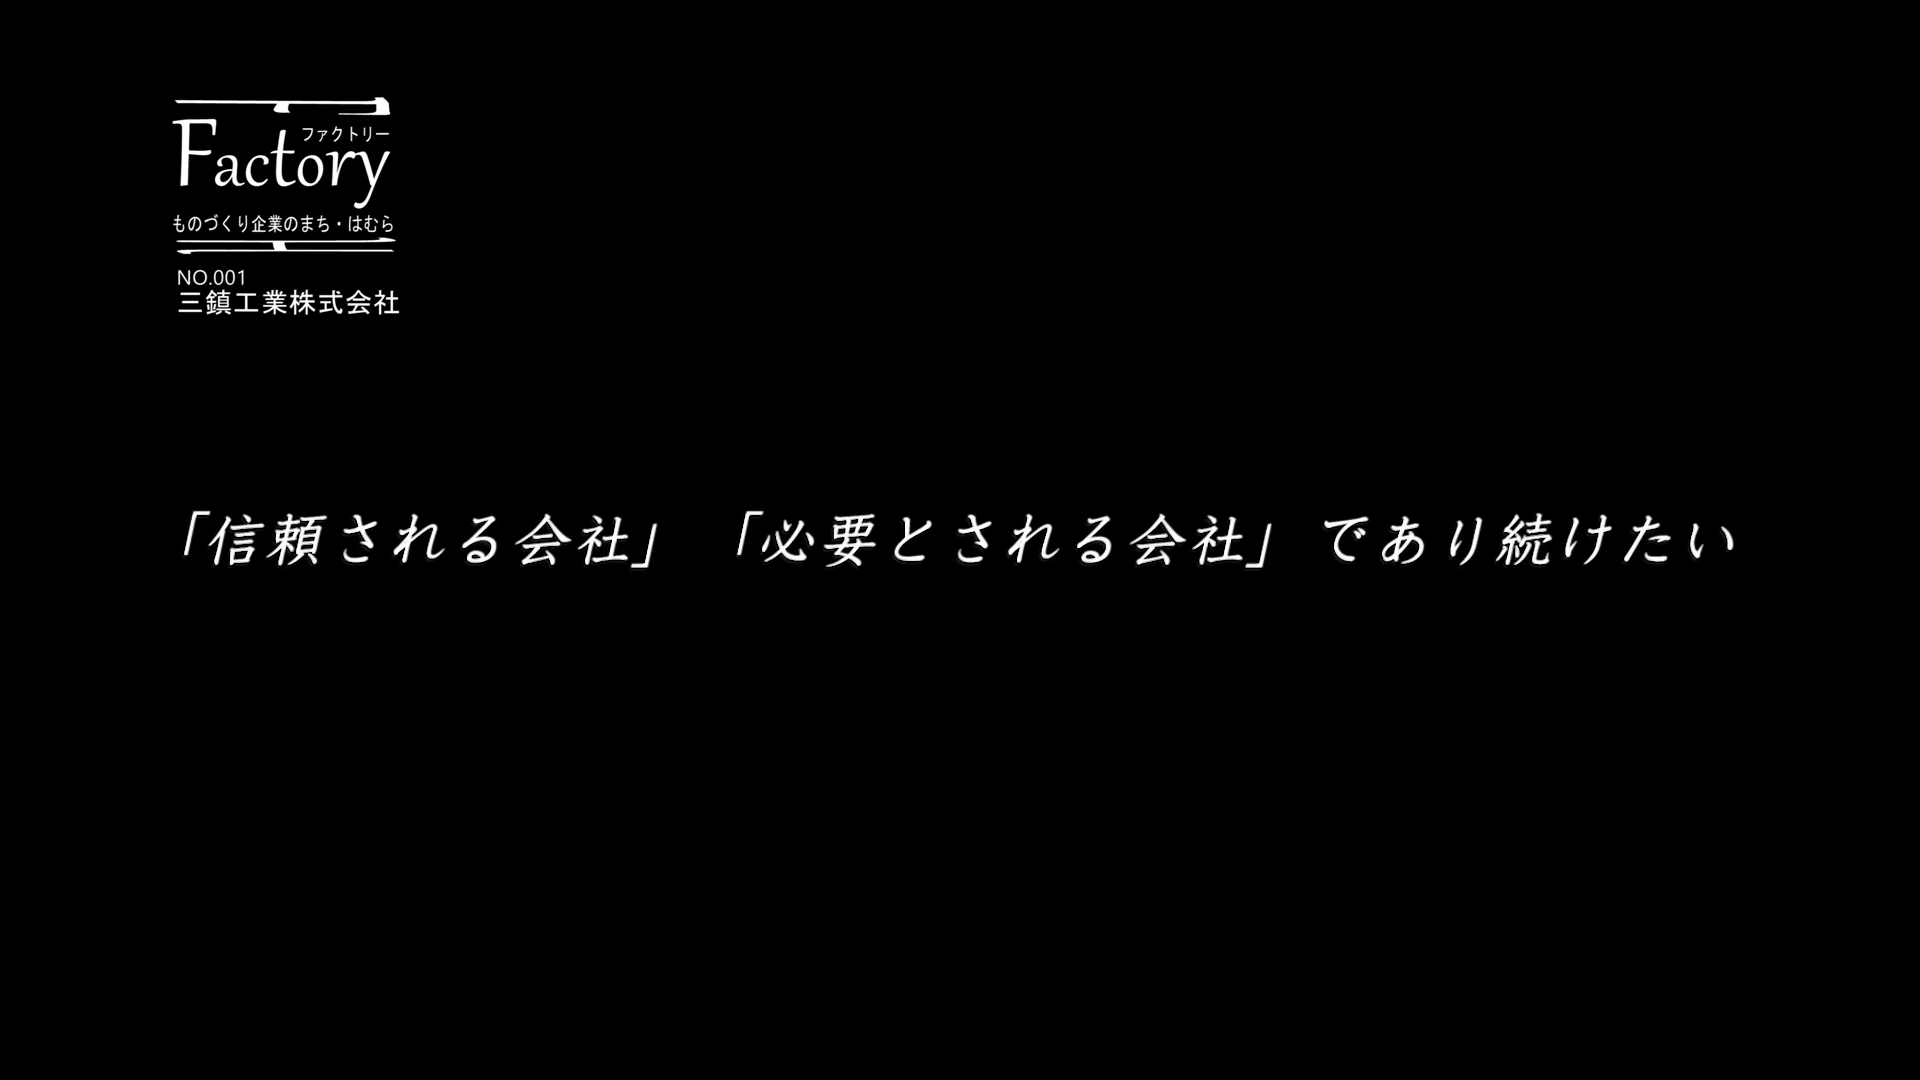 ファクトリー
Factory
ものづくり企業のまち・はむら
NO.001
三鎮工業株式会社
「信頼される会社」「必要とされる会社」であり続けたい